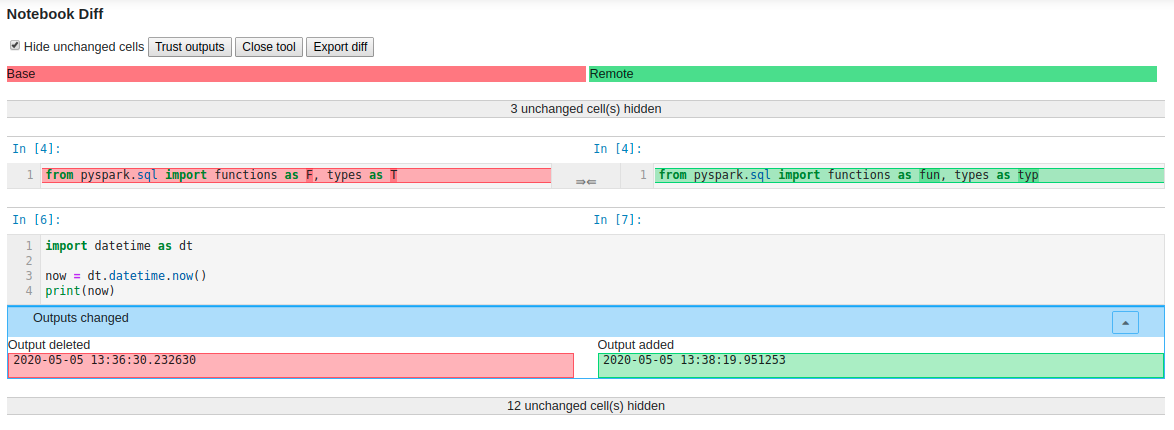 Notebook Diff
Hide unchanged cells Trust outputs Close tool Export diff
Base Remote
3 unchanged cell(s) hidden
In [4]: In [4]:
1 from pyspark.sql import functions as F, types as T 1 from pyspark.sql import functions as fun, types as typ
In [6]: In [7]:
1 import datetime as dt
2
3 now = dt.datetime.now()
4 print(now)
Outputs changed
Output deleted Output added
2020-05-05 13:36:30.232630 2020-05-05 13:38:19.951253
12 unchanged cell(s) hidden